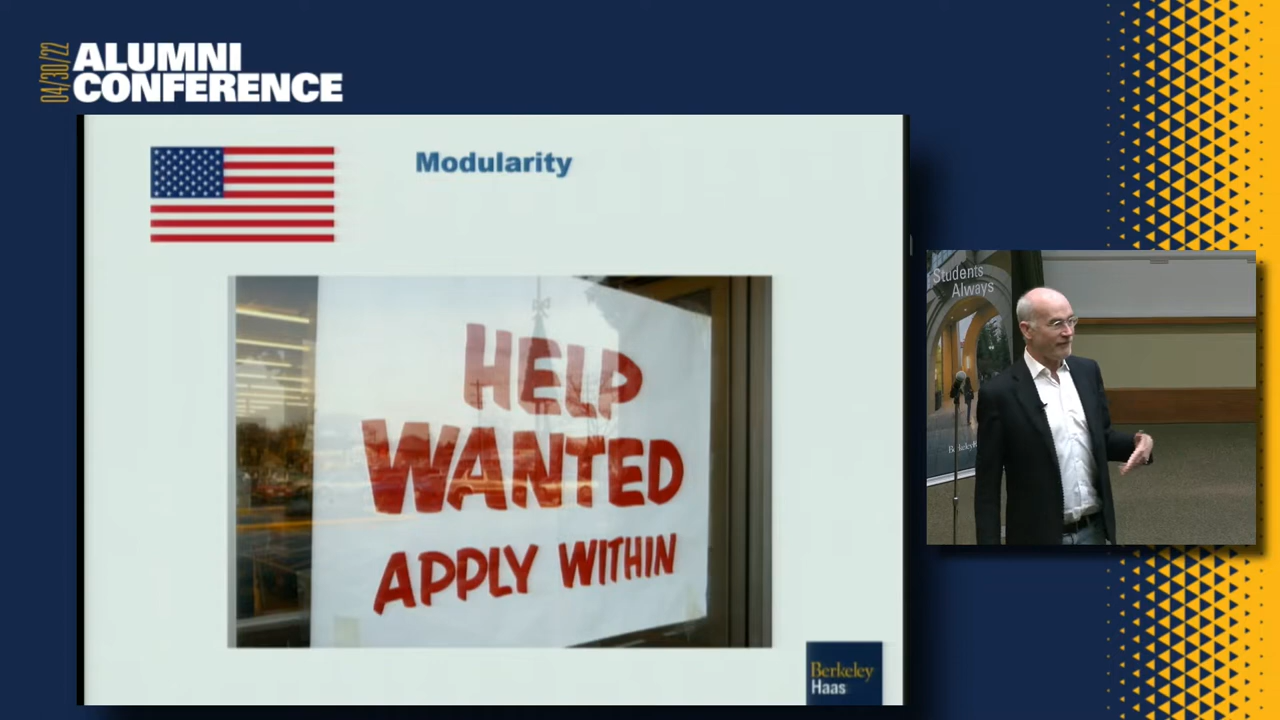 04/30/22
ALUMNI
CONFERENCE
Modularity
HELP
WANTED
APPLY WITHIN
Berkeley
Haas
Students
Always